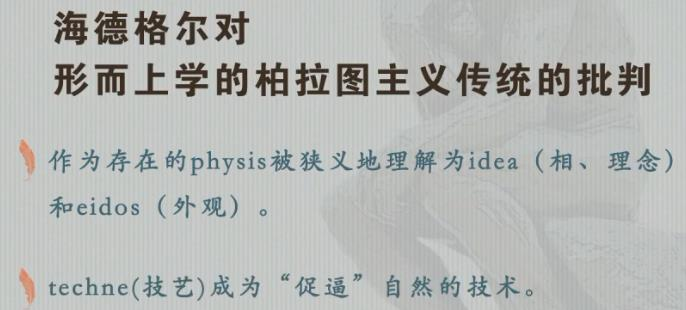 海德格尔对
形而上学的柏拉图主义传统的批判
作为存在的physis被狭义地理解为idea（相、理念）
和eidos（外观）。
techne(技艺)成为“促逼”自然的技术。